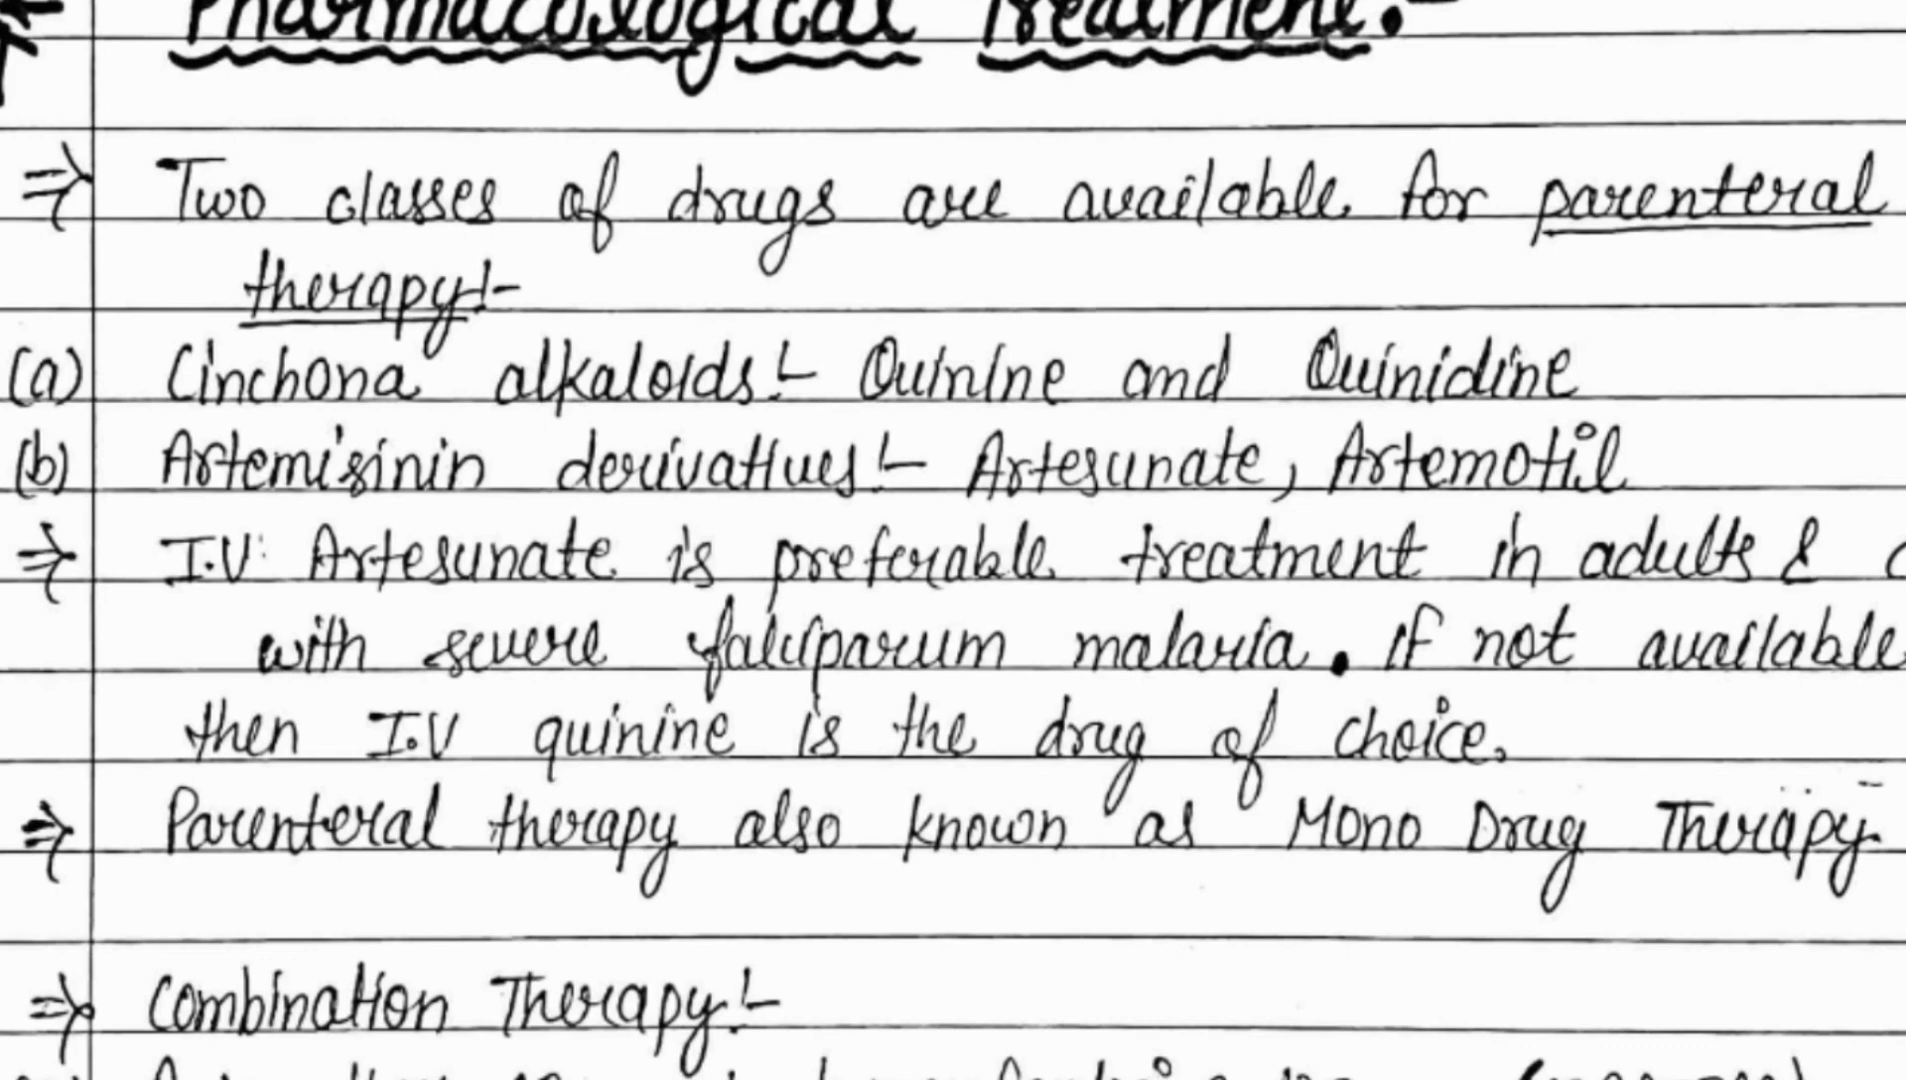 Pharmacological Treatment:-
⇒ Two classes of drugs are available for parenteral
therapy:-
(a) Cinchona alkaloids:- Quinine and Quinidine
(b) Artemisinin derivatives:- Artesunate, Artemotil
⇒ I.V. Artesunate is preferable treatment in adults &
with severe falciparum malaria. if not available
then I.V quinine is the drug of choice.
⇒ Parenteral therapy also known as Mono Drug Therapy
⇒ Combination Therapy:-